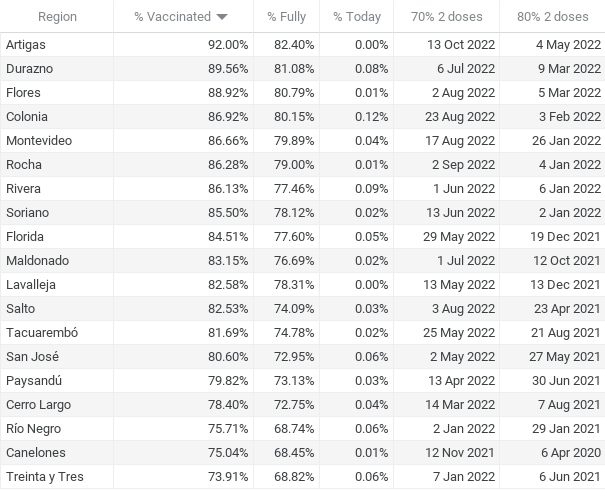 Region % Vaccinated % Fully % Today 70% 2 doses 80% 2 doses
Artigas 92.00% 82.40% 0.00% 13 Oct 2022 4 May 2022
Durazno 89.56% 81.08% 0.08% 6 Jul 2022 9 Mar 2022
Flores 88.92% 80.79% 0.01% 2 Aug 2022 5 Mar 2022
Colonia 86.92% 80.15% 0.12% 23 Aug 2022 3 Feb 2022
Montevideo 86.66% 79.89% 0.04% 17 Aug 2022 26 Jan 2022
Rocha 86.28% 79.00% 0.01% 2 Sep 2022 4 Jan 2022
Rivera 86.13% 77.46% 0.09% 1 Jun 2022 6 Jan 2022
Soriano 85.50% 78.12% 0.02% 13 Jun 2022 2 Jan 2022
Florida 84.51% 77.60% 0.05% 29 May 2022 19 Dec 2021
Maldonado 83.15% 76.69% 0.02% 1 Jul 2022 12 Oct 2021
Lavalleja 82.58% 78.31% 0.00% 13 May 2022 13 Dec 2021
Salto 82.53% 74.09% 0.03% 3 Aug 2022 23 Apr 2021
Tacuarembó 81.69% 74.78% 0.02% 25 May 2022 21 Aug 2021
San José 80.60% 72.95% 0.06% 2 May 2022 27 May 2021
Paysandú 79.82% 73.13% 0.03% 13 Apr 2022 30 Jun 2021
Cerro Largo 78.40% 72.75% 0.04% 14 Mar 2022 7 Aug 2021
Río Negro 75.71% 68.74% 0.06% 2 Jan 2022 29 Jan 2021
Canelones 75.04% 68.45% 0.01% 12 Nov 2021 6 Apr 2020
Treinta y Tres 73.91% 68.82% 0.06% 7 Jan 2022 6 Jun 2021